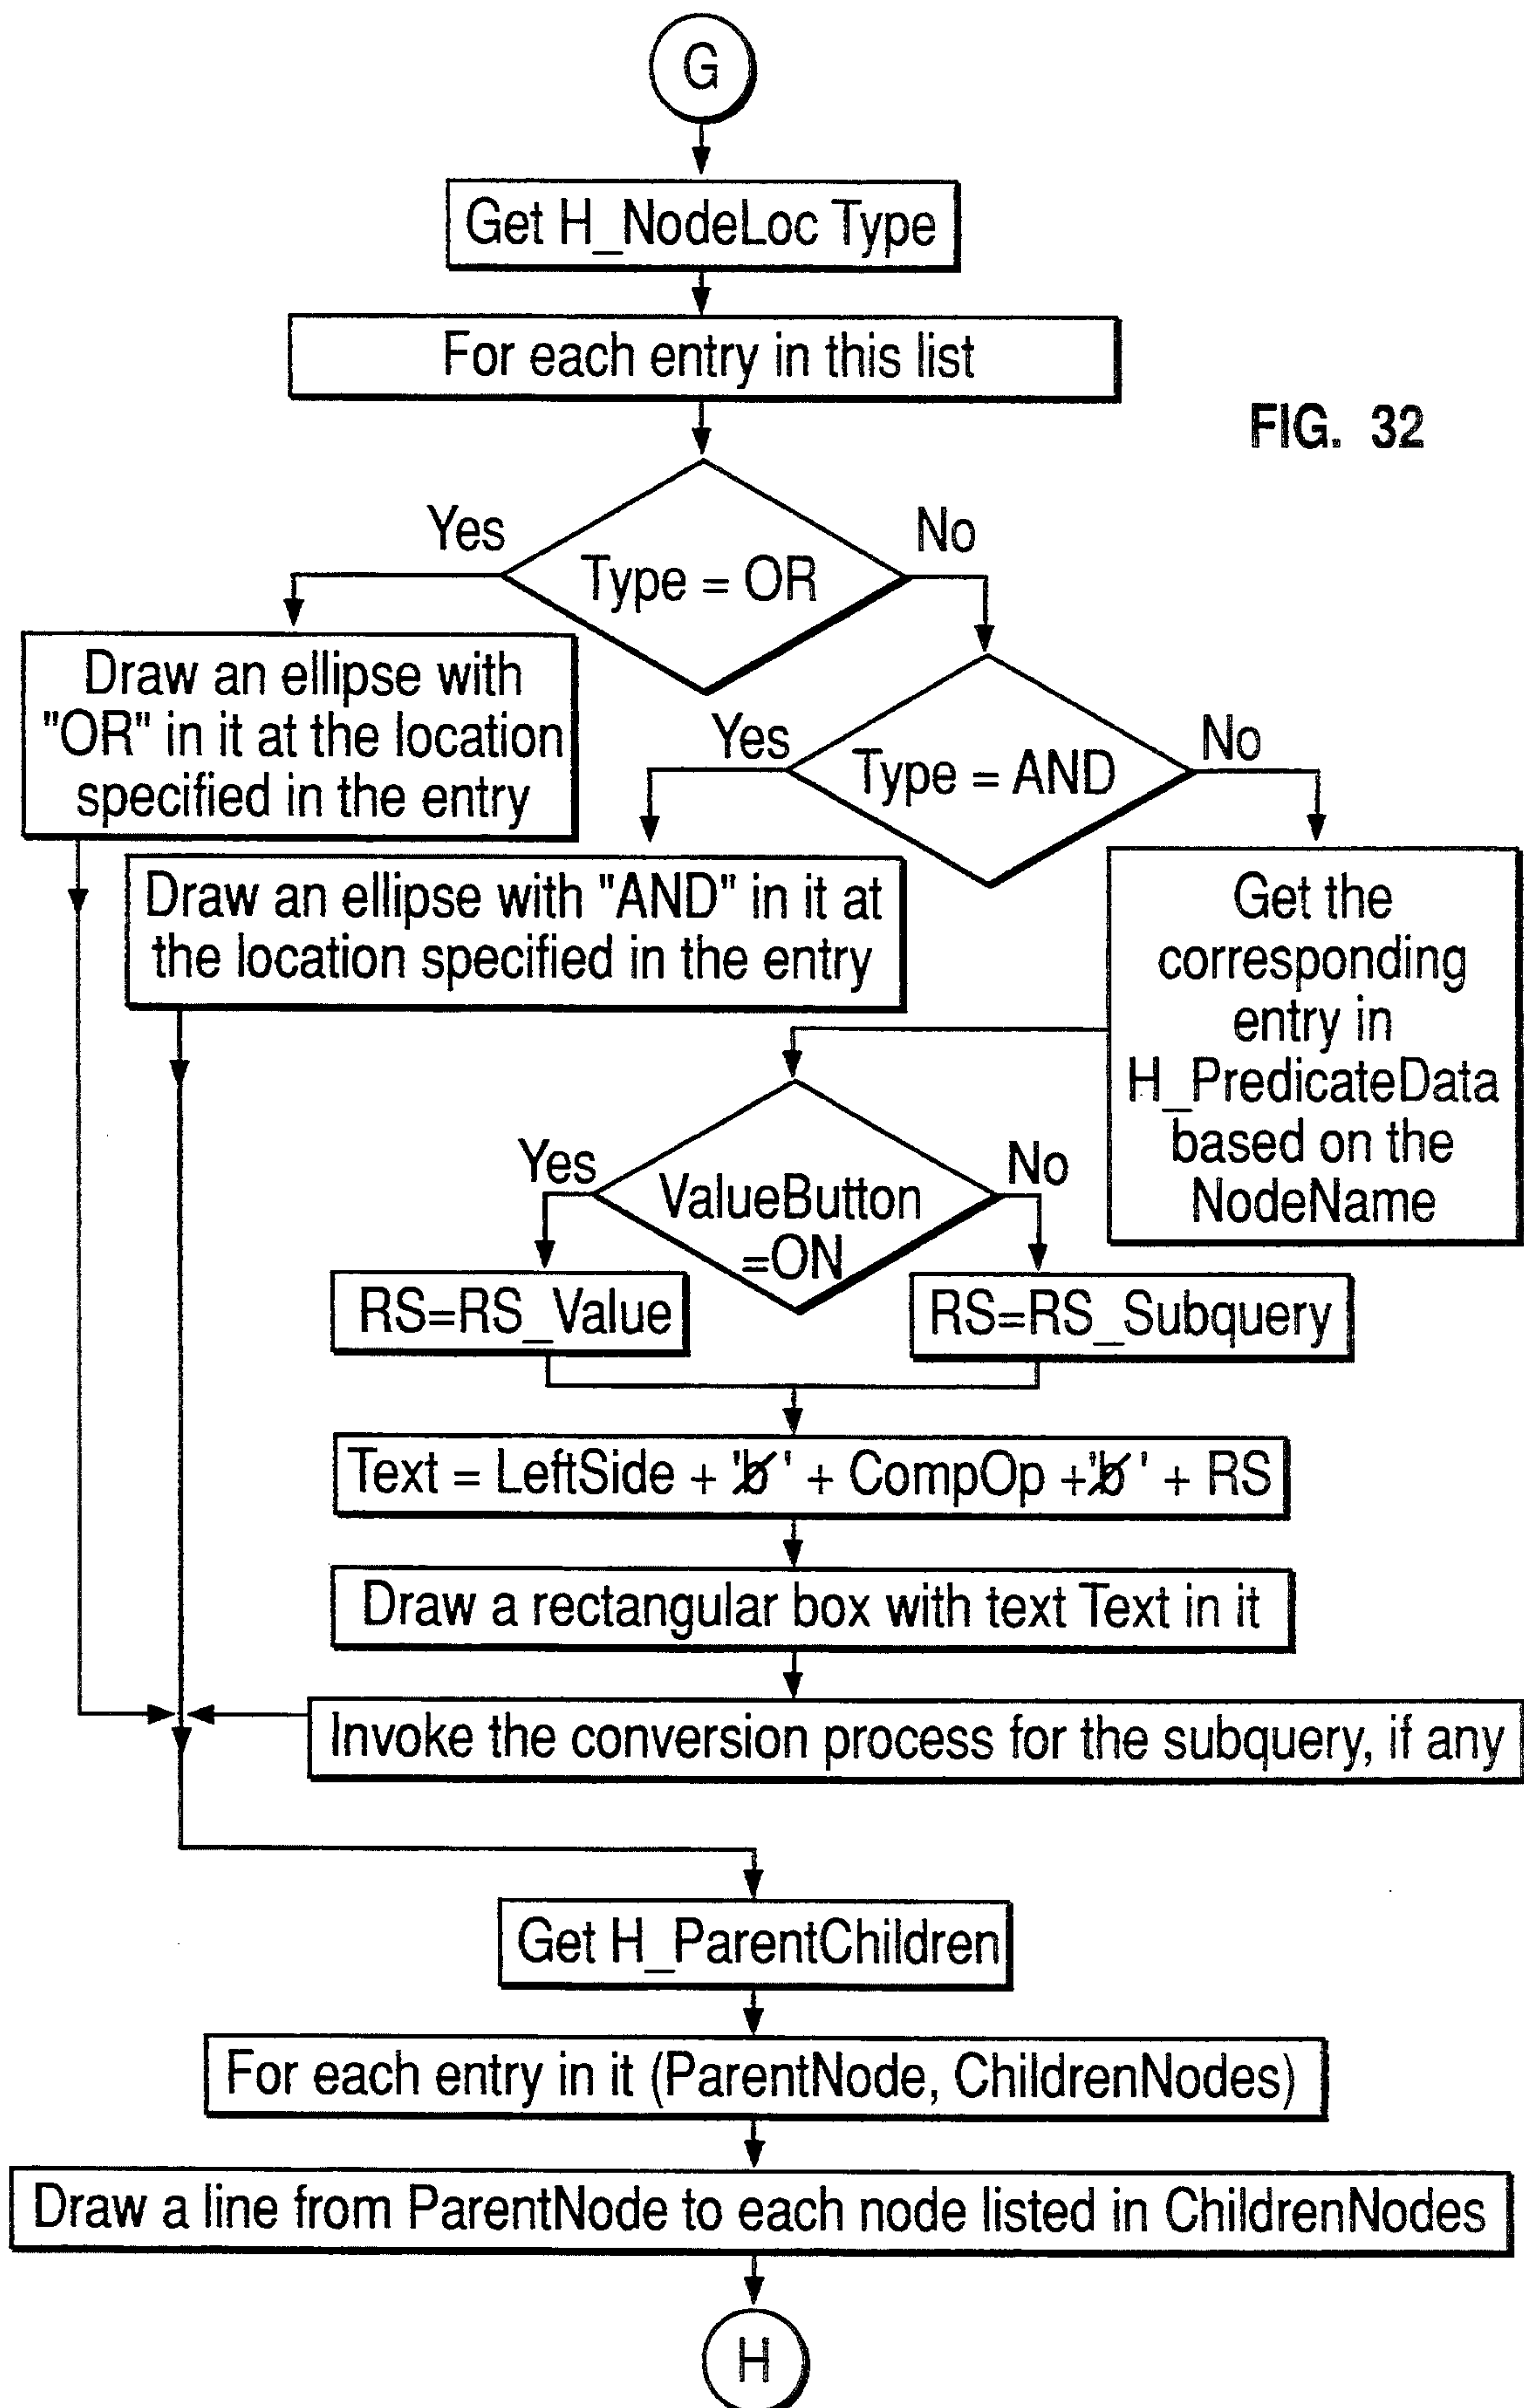 G
Get H_NodeLoc Type
For each entry in this list
FIG. 32
Type = OR
Yes
No
Draw an ellipse with
"OR" in it at the location
specified in the entry
Type = AND
Yes
No
Draw an ellipse with "AND" in it at
the location specified in the entry
Get the
corresponding
entry in
H_PredicateData
based on the
NodeName
ValueButton
=ON
Yes
No
RS=RS_Value
RS=RS_Subquery
Text = LeftSide + 'b̸' + CompOp +'b̸' + RS
Draw a rectangular box with text Text in it
Invoke the conversion process for the subquery, if any
Get H_ParentChildren
For each entry in it (ParentNode, ChildrenNodes)
Draw a line from ParentNode to each node listed in ChildrenNodes
H